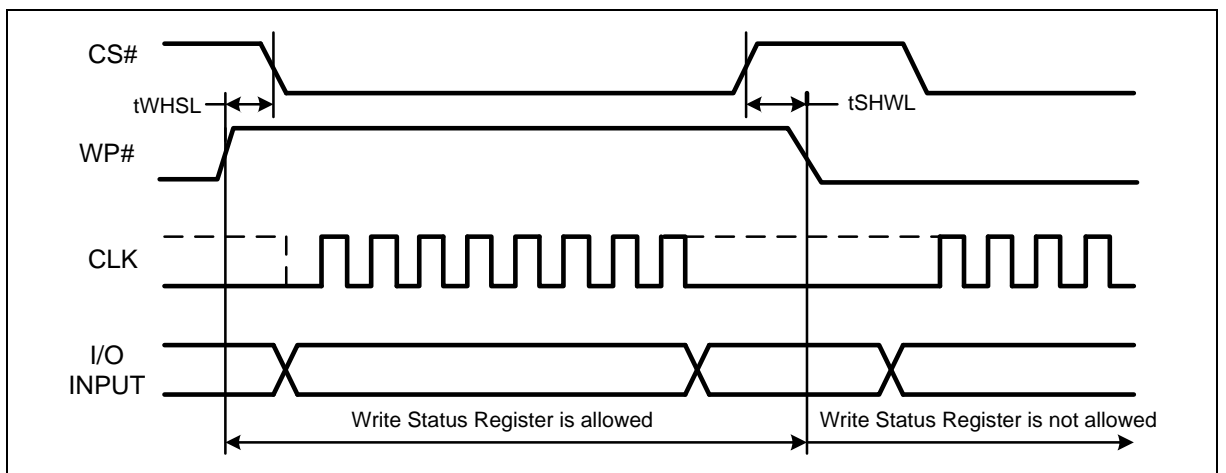 CS#
tWHSL
tSHWL
WP#
CLK
I/O
INPUT
Write Status Register is allowed
Write Status Register is not allowed